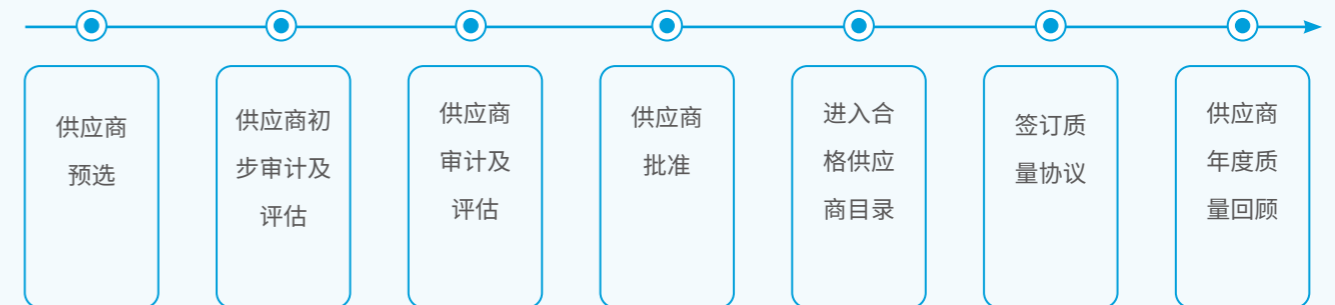 供应商
预选
供应商初
步审计及
评估
供应商
审计及
评估
供应商
批准
进入合
格供应
商目录
签订质
量协议
供应商
年度质
量回顾